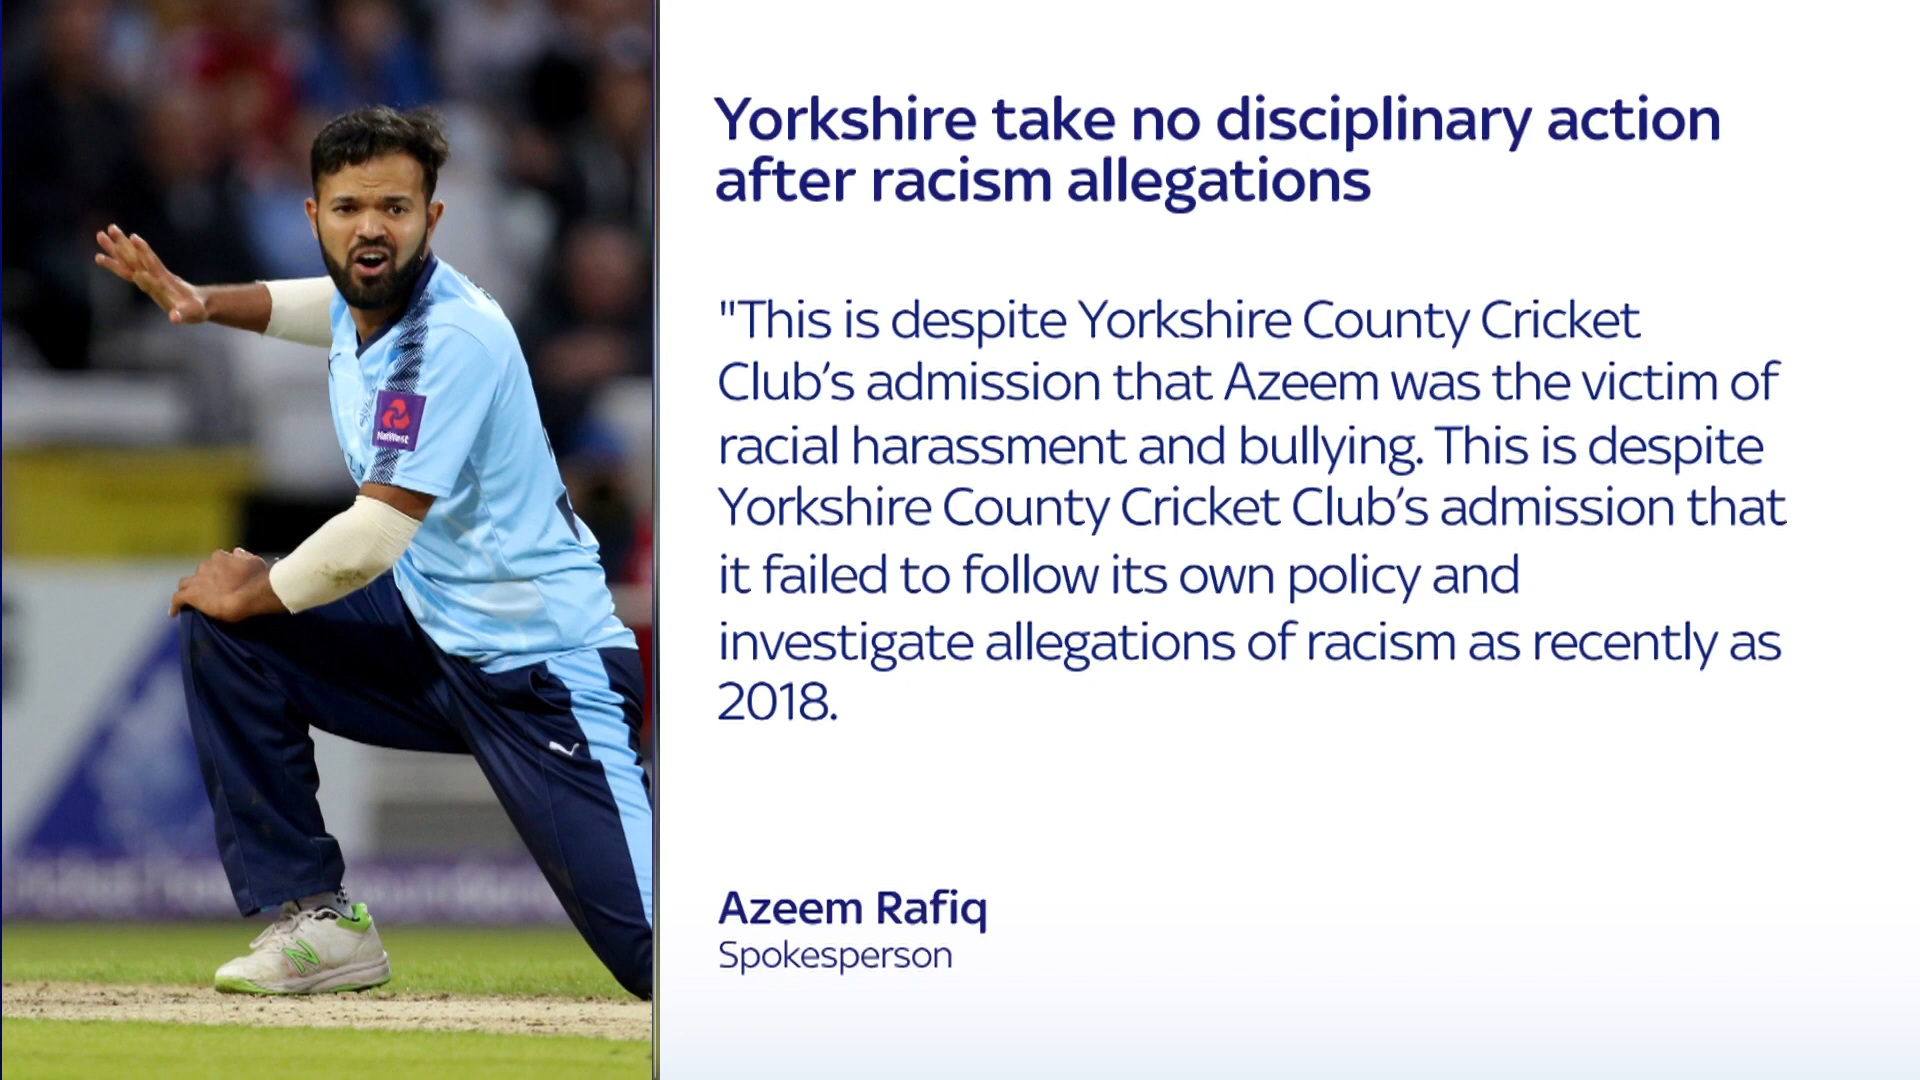 Yorkshire take no disciplinary action
after racism allegations
"This is despite Yorkshire County Cricket
Club's admission that Azeem was the victim of
racial harassment and bullying. This is despite
Yorkshire County Cricket Club's admission that
it failed to follow its own policy and
investigate allegations of racism as recently as
2018.
Azeem Rafiq
Spokesperson
NatWest